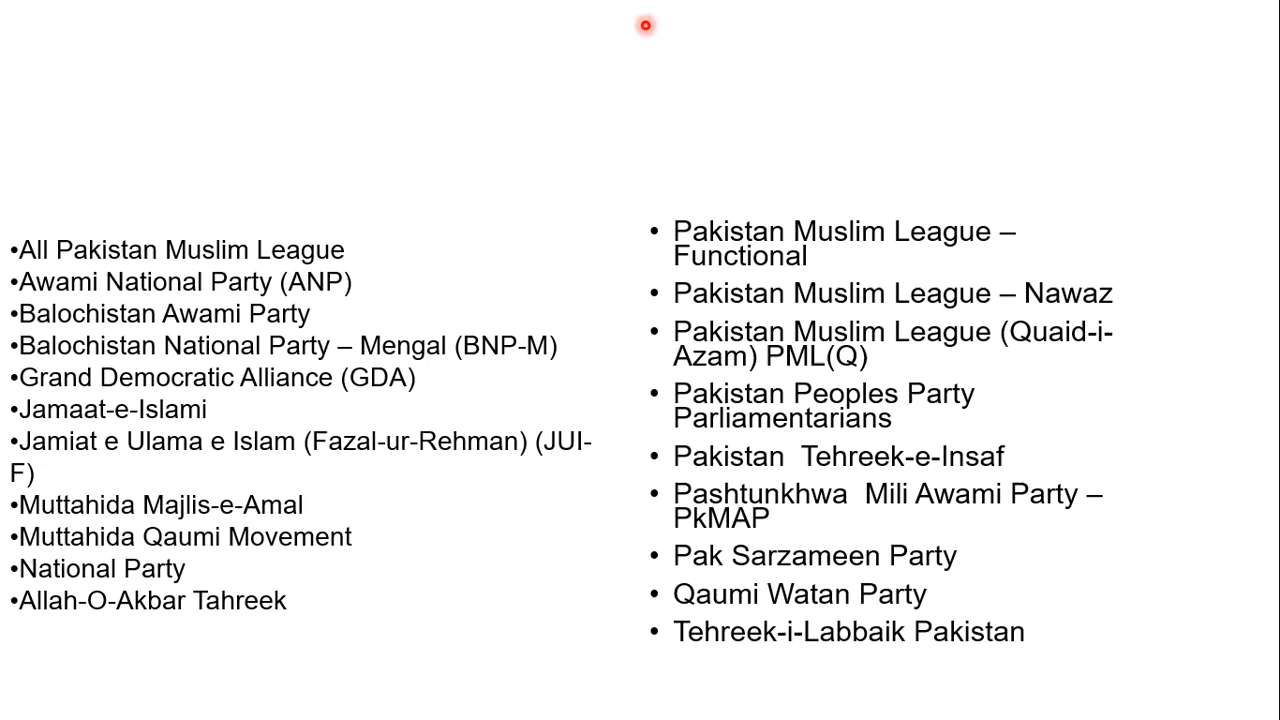 •All Pakistan Muslim League
•Awami National Party (ANP)
•Balochistan Awami Party
•Balochistan National Party – Mengal (BNP-M)
•Grand Democratic Alliance (GDA)
•Jamaat-e-Islami
•Jamiat e Ulama e Islam (Fazal-ur-Rehman) (JUI-
F)
•Muttahida Majlis-e-Amal
•Muttahida Qaumi Movement
•National Party
•Allah-O-Akbar Tahreek
• Pakistan Muslim League –
Functional
• Pakistan Muslim League – Nawaz
• Pakistan Muslim League (Quaid-i-
Azam) PML(Q)
• Pakistan Peoples Party
Parliamentarians
• Pakistan  Tehreek-e-Insaf
• Pashtunkhwa  Mili Awami Party –
PkMAP
• Pak Sarzameen Party
• Qaumi Watan Party
• Tehreek-i-Labbaik Pakistan